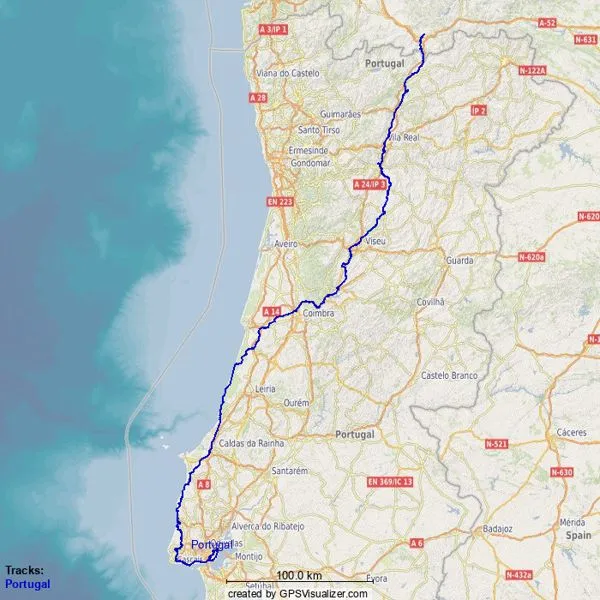 A 3/IP 1
A-52
N-631
Portugal
N-122A
Viana do Castelo
A 28
Guimarães
IP 2
Santo Tirso
Vila Real
Ermesinde
Gondomar
A 24/IP 3
EN 223
N-620
Aveiro
Viseu
N-620a
Guarda
Covilhã
A 14
Coimbra
N-1
Castelo Branco
Leiria
Ourém
Cáceres
Portugal
N-521
Caldas da Rainha
Santarém
N-630
A 8
EN 369/IC 13
Alverca do Ribatejo
Mérida
Badajoz
Portugal
A 6
Spain
Montijo
Cascais
Tracks:
Portugal
100.0 km
Évora
N-432a
Setúbal
created by GPSVisualizer.com